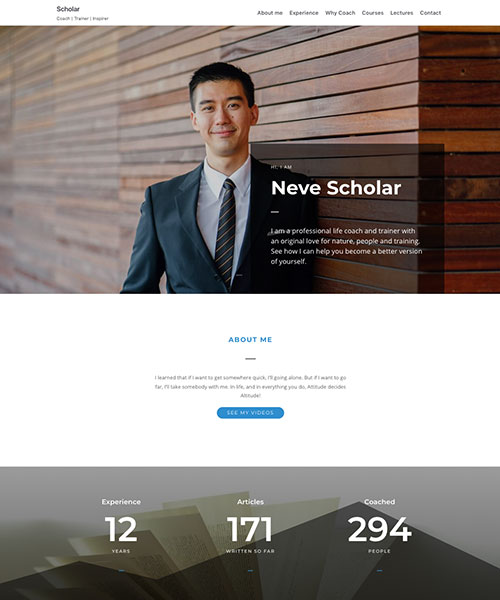 Scholar
Coach | Trainer | Inspirer
About me Experience Why Coach Courses Lectures Contact
HI, I AM
Neve Scholar
I am a professional life coach and trainer with
an original love for nature, people and training.
See how I can help you become a better version
of yourself.
ABOUT ME
I learned that if I want to get somewhere quick, I'll going alone. But if I want to go
far, I'll take somebody with me. In life, and in everything you do, Attitude decides
Altitude!
SEE MY VIDEOS
Experience Articles Coached
12 171 294
YEARS WRITTEN SO FAR PEOPLE